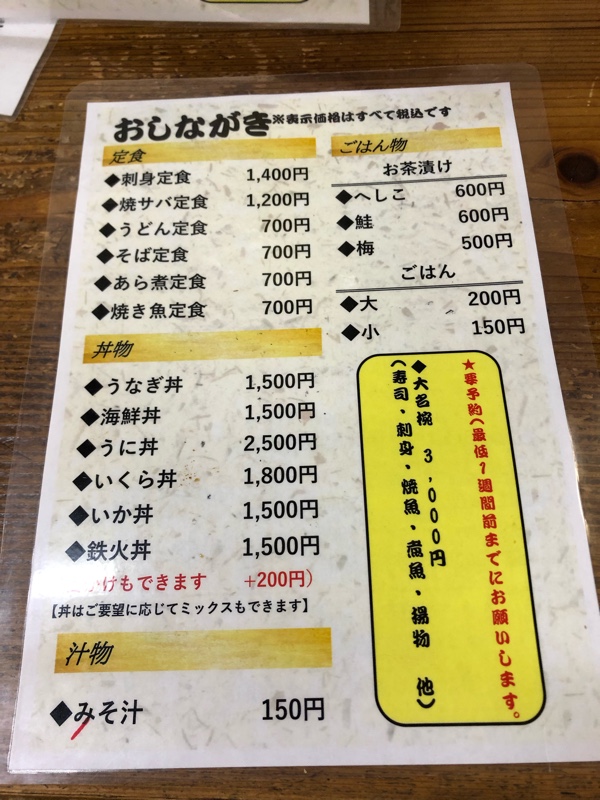 おしながき ※表示価格はすべて税込です
定食
◆刺身定食 1,400円
◆焼サバ定食 1,200円
◆うどん定食 700円
◆そば定食 700円
◆あら煮定食 700円
◆焼き魚定食 700円
丼物
◆うなぎ丼 1,500円
◆海鮮丼 1,500円
◆うに丼 2,500円
◆いくら丼 1,800円
◆いか丼 1,500円
◆鉄火丼 1,500円
けもできます +200円)
【丼はご要望に応じてミックスもできます】
汁物
◆みそ汁 150円
ごはん物
お茶漬け
◆へしこ 600円
◆鮭 600円
◆梅 500円
ごはん
◆大 200円
◆小 150円
★要予約(最低1週間前までにお願いします。
◆大名椀 3,000円
(寿司・刺身・焼魚・煮魚・揚物 他)